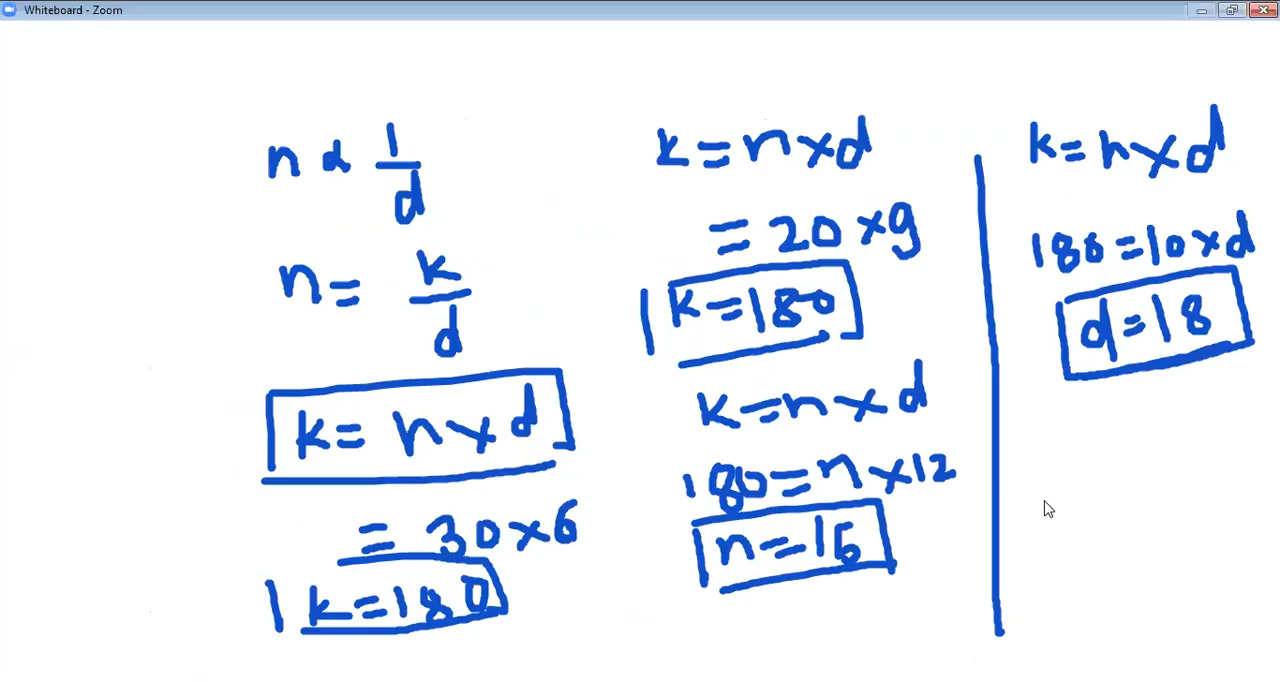 Whiteboard - Zoom
n ∝ 1/d
n = k/d
k = n × d
= 30 × 6
k = 180
k = n × d
= 20 × 9
k = 180
k = n × d
180 = n × 12
n = 15
k = n × d
180 = 10 × d
d = 18